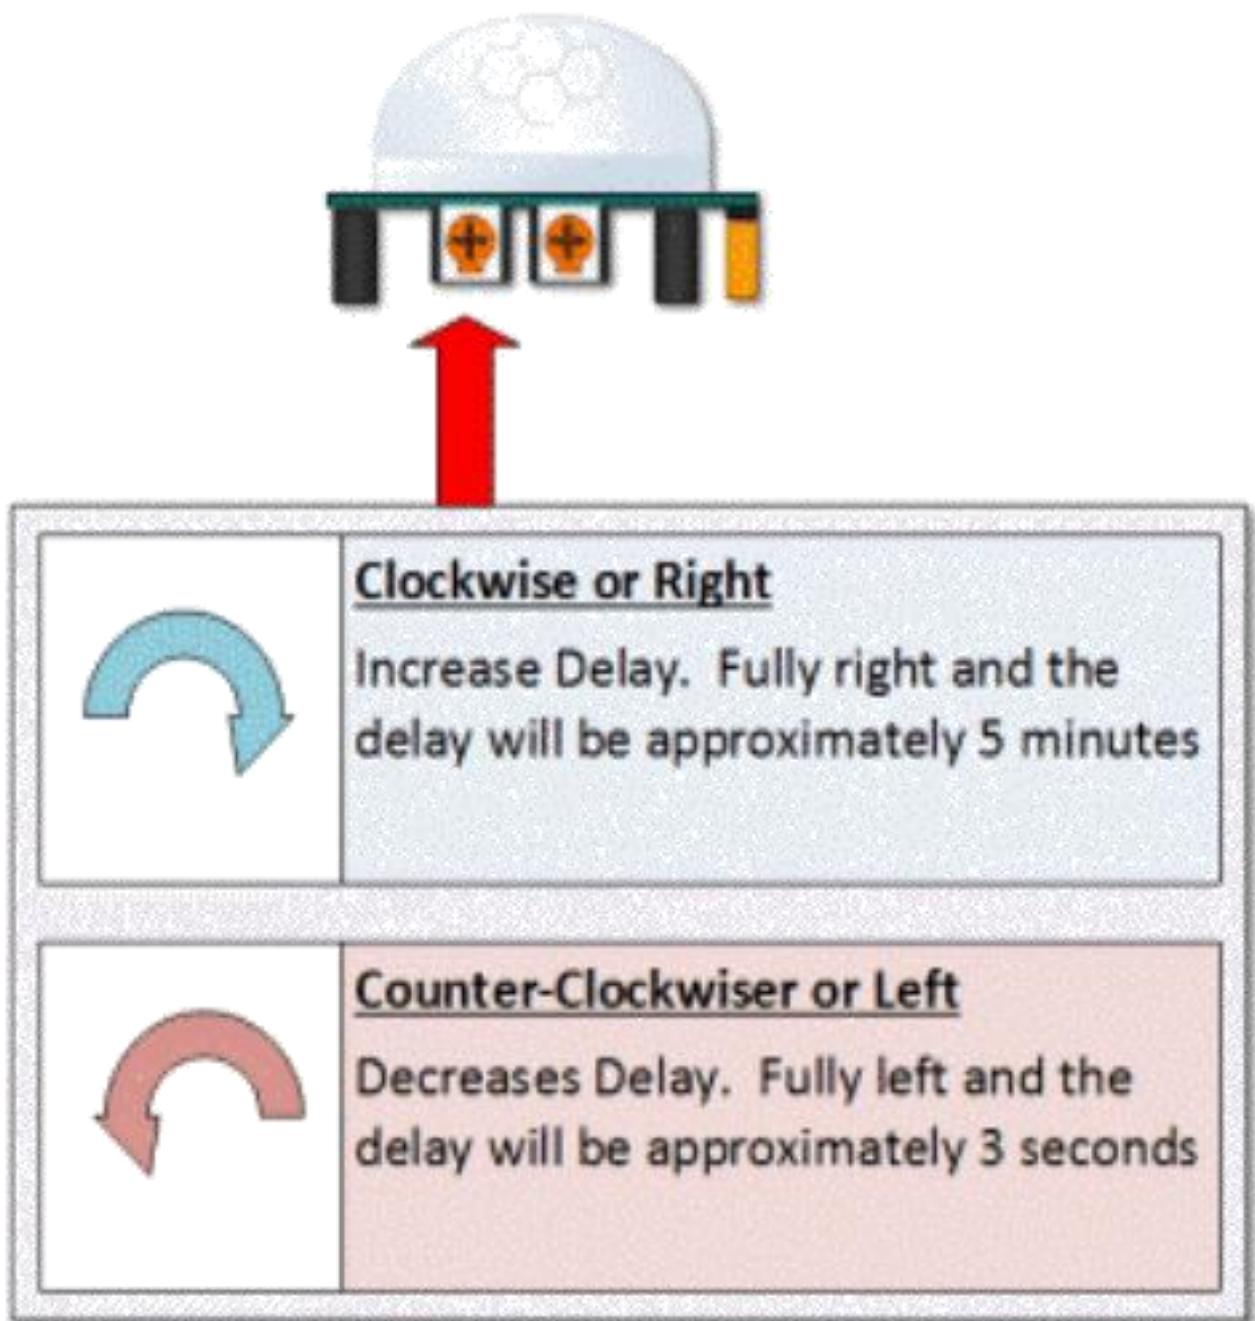 Clockwise or Right
Increase Delay. Fully right and the
delay will be approximately 5 minutes
Counter-Clockwiser or Left
Decreases Delay. Fully left and the
delay will be approximately 3 seconds